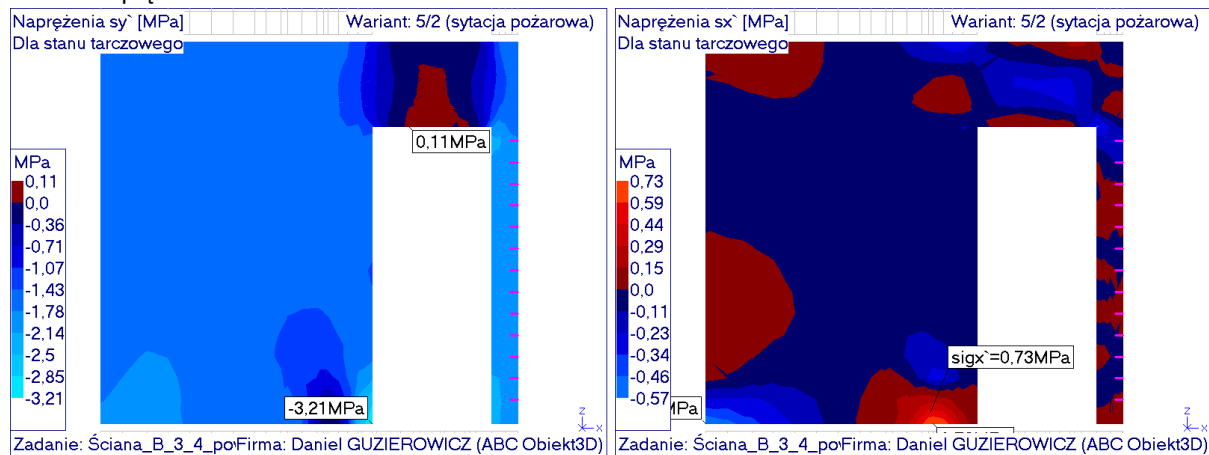 Naprężenia sy` [MPa]
Wariant: 5/2 (sytacja pożarowa)
Dla stanu tarczowego
0,11MPa
MPa
0,11
0,0
-0,36
-0,71
-1,07
-1,43
-1,78
-2,14
-2,5
-2,85
-3,21
-3,21MPa
z
x
Zadanie: Ściana_B_3_4_po
Firma: Daniel GUZIEROWICZ (ABC Obiekt3D)
Naprężenia sx` [MPa]
Wariant: 5/2 (sytacja pożarowa)
Dla stanu tarczowego
MPa
0,73
0,59
0,44
0,29
0,15
0,0
-0,11
-0,23
-0,34
-0,46
-0,57
sigx`=0,73MPa
MPa
z
x
Zadanie: Ściana_B_3_4_po
Firma: Daniel GUZIEROWICZ (ABC Obiekt3D)